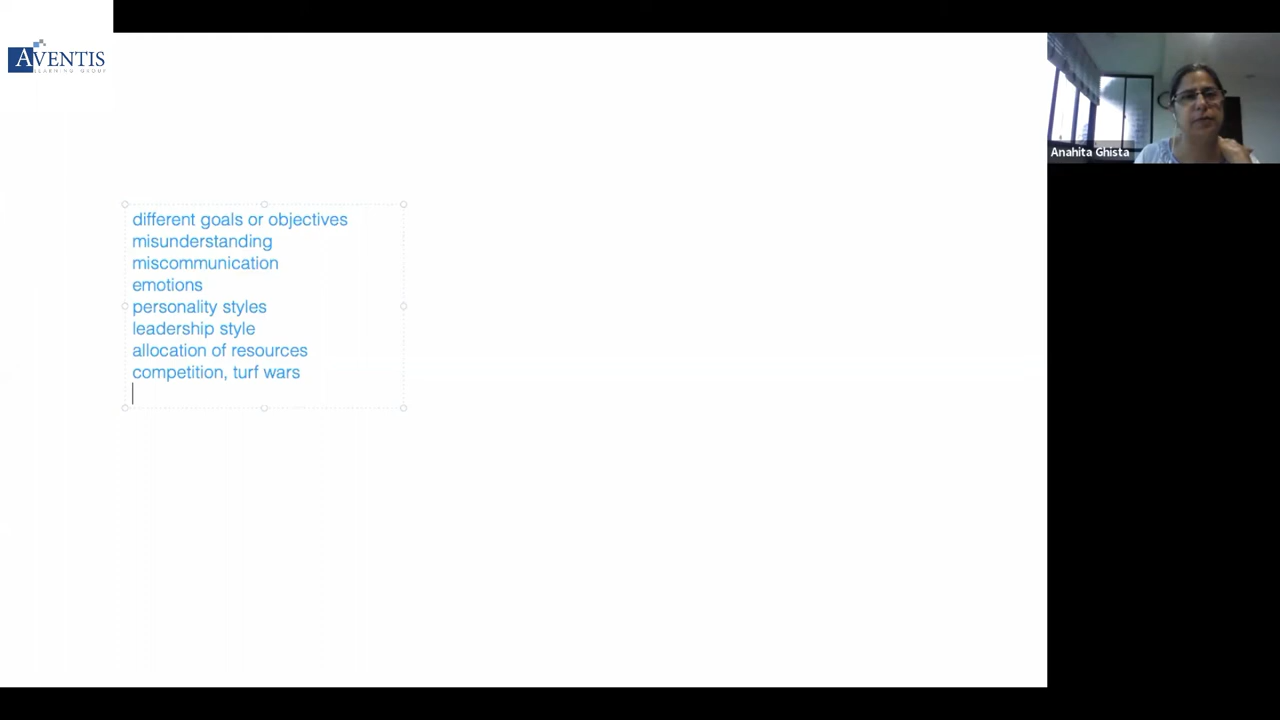 AVENTIS
LEARNING GROUP
Anahita Ghista
different goals or objectives
misunderstanding
miscommunication
emotions
personality styles
leadership style
allocation of resources
competition, turf wars